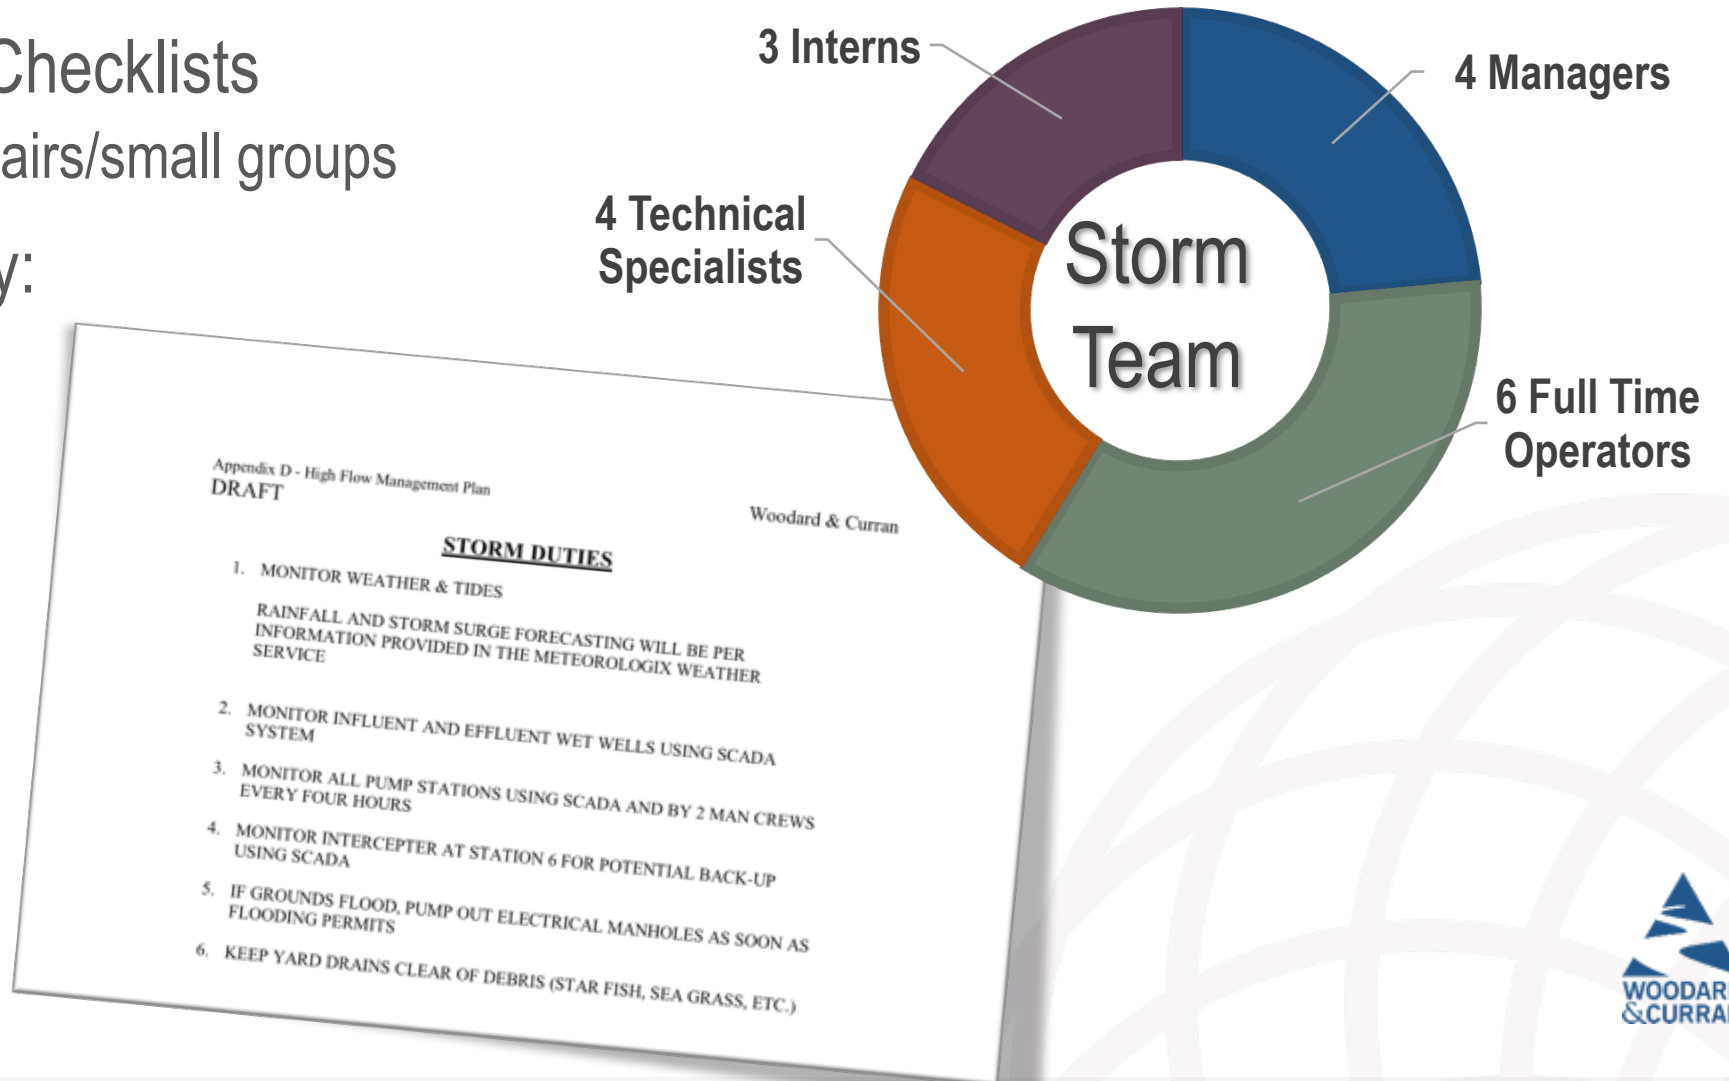 Checklists
airs/small groups
y:
3 Interns
4 Managers
4 Technical
Specialists
Storm
Team
6 Full Time
Operators
Appendix D - High Flow Management Plan
DRAFT
Woodard & Curran
STORM DUTIES
1. MONITOR WEATHER & TIDES
RAINFALL AND STORM SURGE FORECASTING WILL BE PER
INFORMATION PROVIDED IN THE METEOROLOGIX WEATHER
SERVICE
2. MONITOR INFLUENT AND EFFLUENT WET WELLS USING SCADA
SYSTEM
3. MONITOR ALL PUMP STATIONS USING SCADA AND BY 2 MAN CREWS
EVERY FOUR HOURS
4. MONITOR INTERCEPTER AT STATION 6 FOR POTENTIAL BACK-UP
USING SCADA
5. IF GROUNDS FLOOD, PUMP OUT ELECTRICAL MANHOLES AS SOON AS
FLOODING PERMITS
6. KEEP YARD DRAINS CLEAR OF DEBRIS (STAR FISH, SEA GRASS, ETC.)
WOODAR
&CURRA